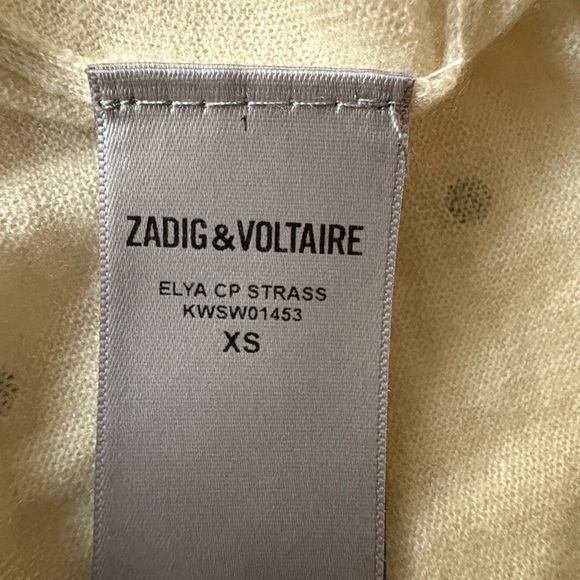 1
ZADIG & VOLTAIRE
ELYA CP STRASS
KWSW01453
XS